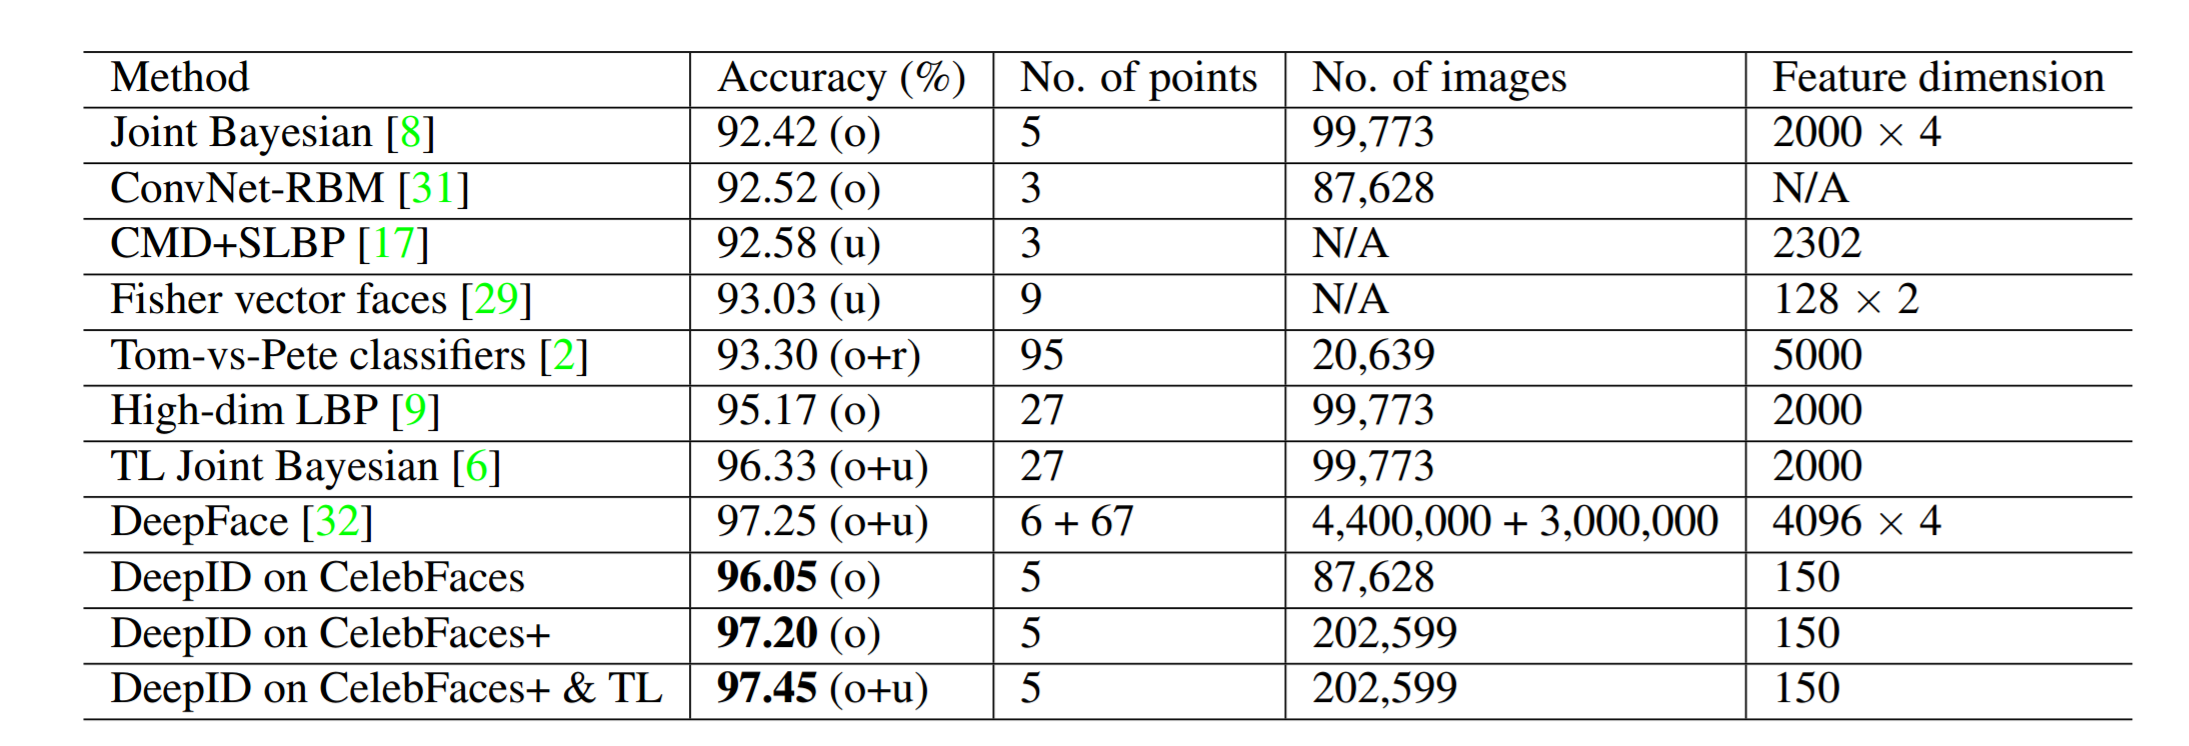 Method Accuracy (%) No. of points No. of images Feature dimension
Joint Bayesian [8] 92.42 (o) 5 99,773 2000 × 4
ConvNet-RBM [31] 92.52 (o) 3 87,628 N/A
CMD+SLBP [17] 92.58 (u) 3 N/A 2302
Fisher vector faces [29] 93.03 (u) 9 N/A 128 × 2
Tom-vs-Pete classifiers [2] 93.30 (o+r) 95 20,639 5000
High-dim LBP [9] 95.17 (o) 27 99,773 2000
TL Joint Bayesian [6] 96.33 (o+u) 27 99,773 2000
DeepFace [32] 97.25 (o+u) 6 + 67 4,400,000 + 3,000,000 4096 × 4
DeepID on CelebFaces 96.05 (o) 5 87,628 150
DeepID on CelebFaces+ 97.20 (o) 5 202,599 150
DeepID on CelebFaces+ & TL 97.45 (o+u) 5 202,599 150